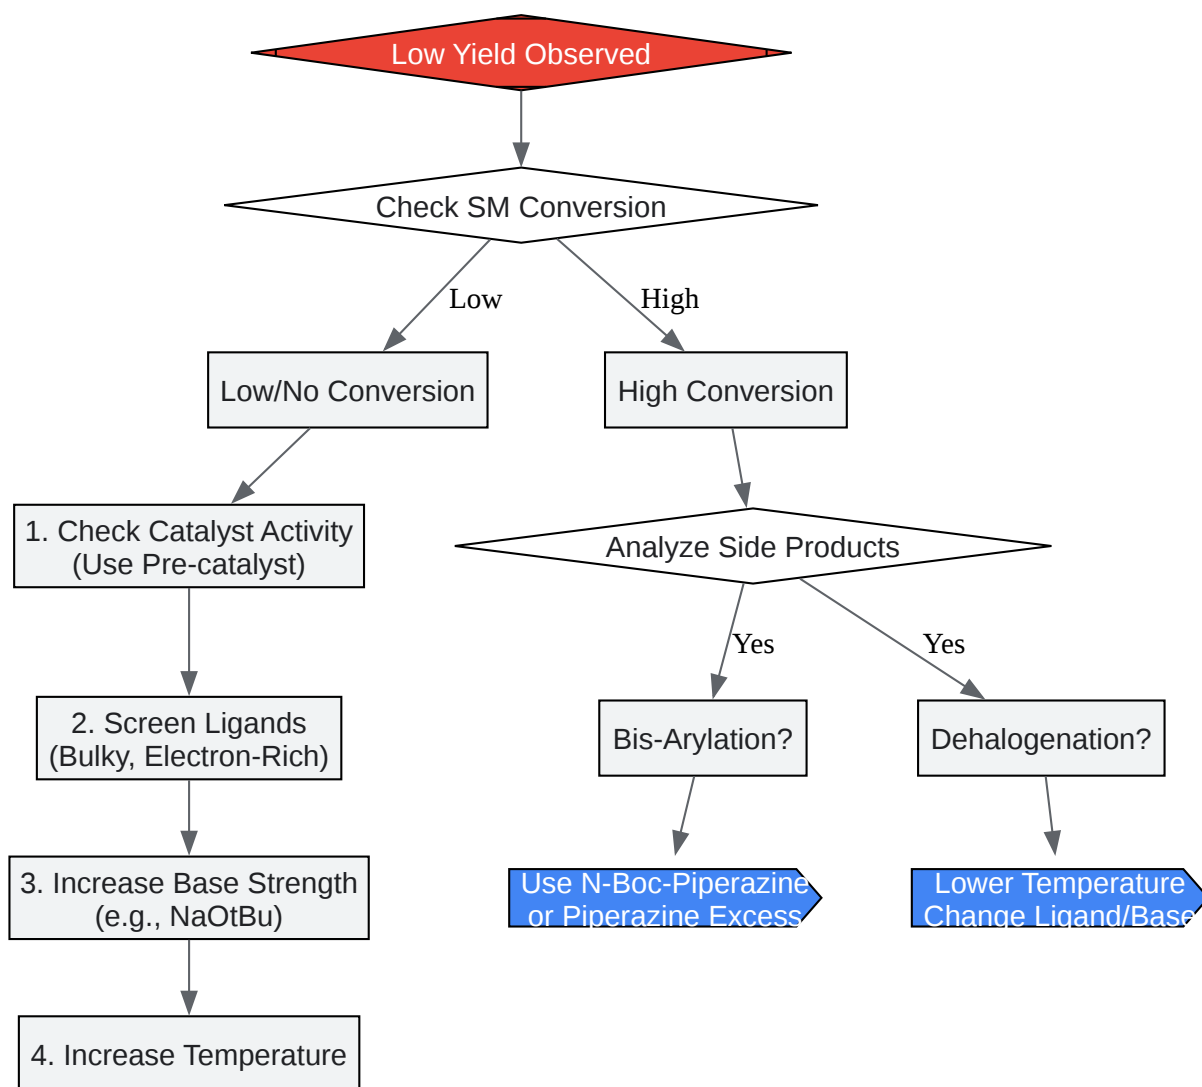 Low Yield Observed
Check SM Conversion
Low
High
Low/No Conversion
High Conversion
1. Check Catalyst Activity
(Use Pre-catalyst)
Analyze Side Products
Yes
Yes
2. Screen Ligands
(Bulky, Electron-Rich)
Bis-Arylation?
Dehalogenation?
3. Increase Base Strength
(e.g., NaOtBu)
Use N-Boc-Piperazine
or Piperazine Excess
Lower Temperature
Change Ligand/Base
4. Increase Temperature